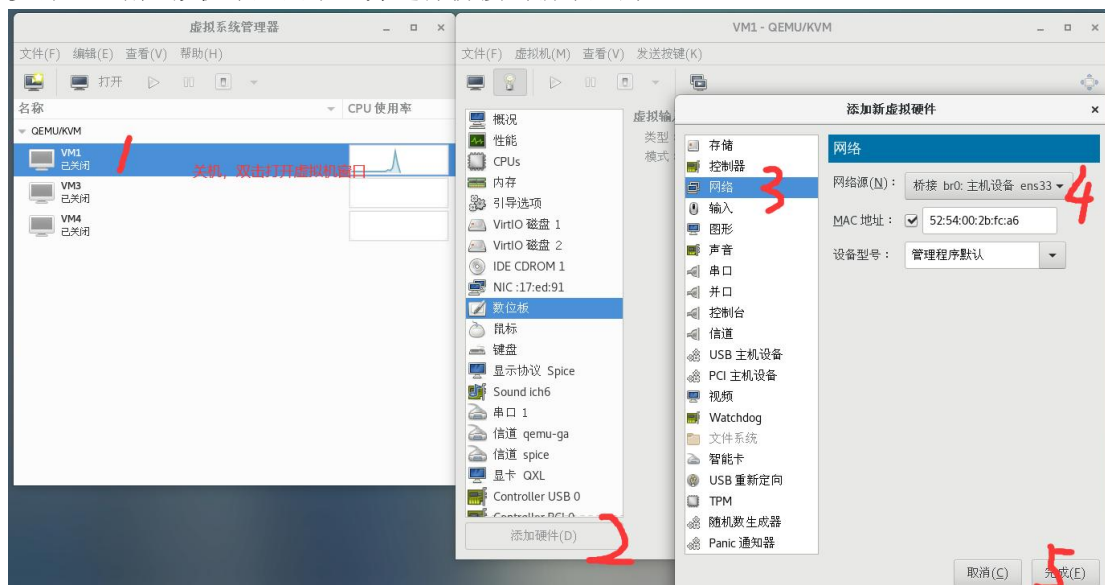 虚拟系统管理器
文件(F) 编辑(E) 查看(V) 帮助(H)
打开
名称
CPU 使用率
QEMU/KVM
VM1
已关闭
1
关机，双击打开虚拟机窗口
VM3
已关闭
VM4
已关闭
VM1 - QEMU/KVM
文件(F) 虚拟机(M) 查看(V) 发送按键(K)
概况
性能
CPUs
内存
引导选项
VirtIO 磁盘 1
VirtIO 磁盘 2
IDE CDROM 1
NIC :17:ed:91
数位板
鼠标
键盘
显示协议 Spice
Sound ich6
串口 1
信道 qemu-ga
信道 spice
显卡 QXL
Controller USB 0
Controller PCI 0
添加硬件(D)
2
虚拟输
类型
模式
添加新虚拟硬件
存储
控制器
网络
3
输入
图形
声音
串口
并口
控制台
信道
USB 主机设备
PCI 主机设备
视频
Watchdog
文件系统
智能卡
USB 重新定向
TPM
随机数生成器
Panic 通知器
网络
网络源(N)： 桥接 br0: 主机设备 ens33
4
MAC 地址： 52:54:00:2b:fc:a6
设备型号： 管理程序默认
取消(C) 完成(F)
5